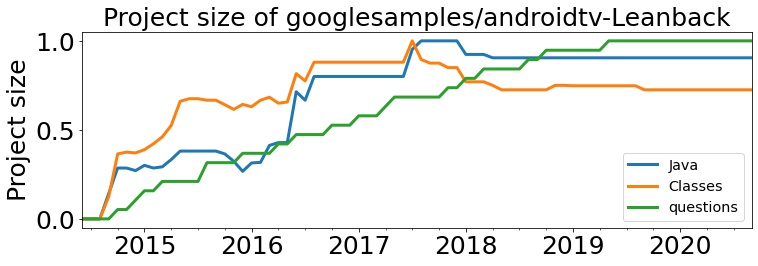 Project size of googlesamples/androidtv-Leanback
Project size
1.0
0.5
0.0
2015 2016 2017 2018 2019 2020
Java
Classes
questions